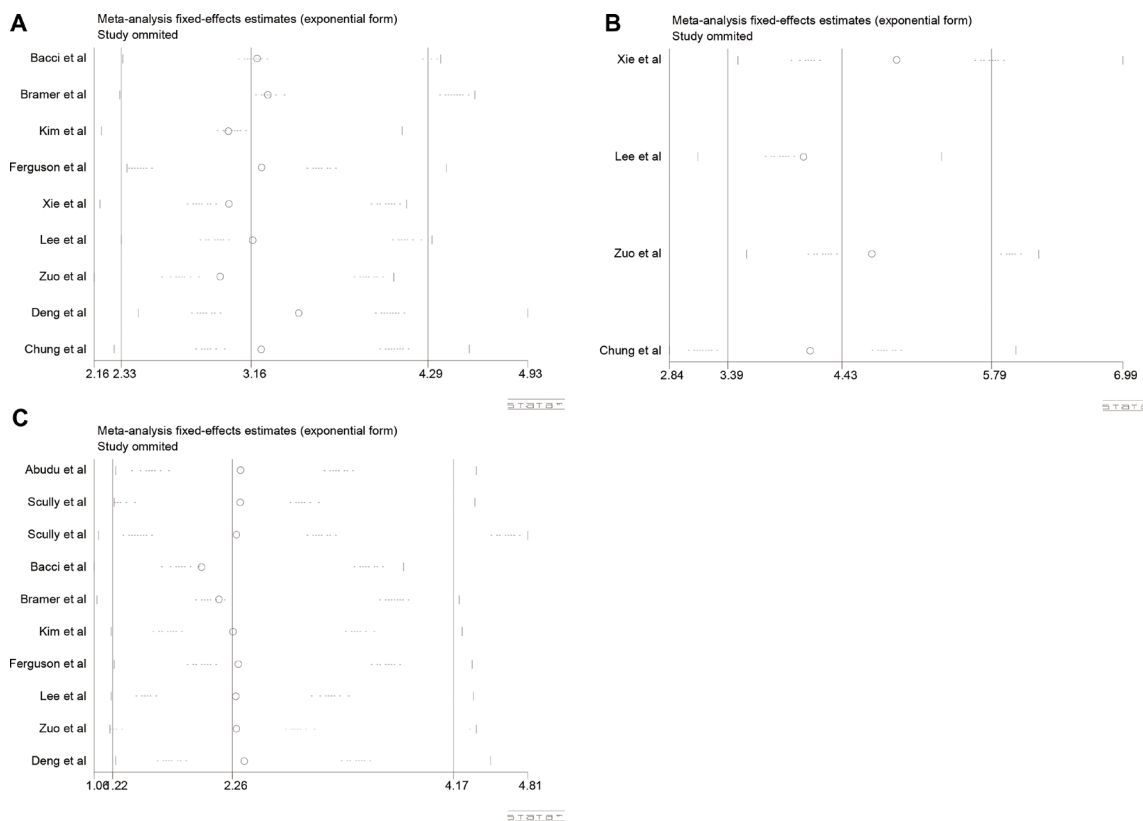 A
Meta-analysis fixed-effects estimates (exponential form)
Study ommited
Bacci et al
Bramer et al
Kim et al
Ferguson et al
Xie et al
Lee et al
Zuo et al
Deng et al
Chung et al
2.16 2.33 3.16 4.29 4.93
B
Meta-analysis fixed-effects estimates (exponential form)
Study ommited
Xie et al
Lee et al
Zuo et al
Chung et al
2.84 3.39 4.43 5.79 6.99
C
Meta-analysis fixed-effects estimates (exponential form)
Study ommited
Abudu et al
Scully et al
Scully et al
Bacci et al
Bramer et al
Kim et al
Ferguson et al
Lee et al
Zuo et al
Deng et al
1.06 1.22 2.26 4.17 4.81